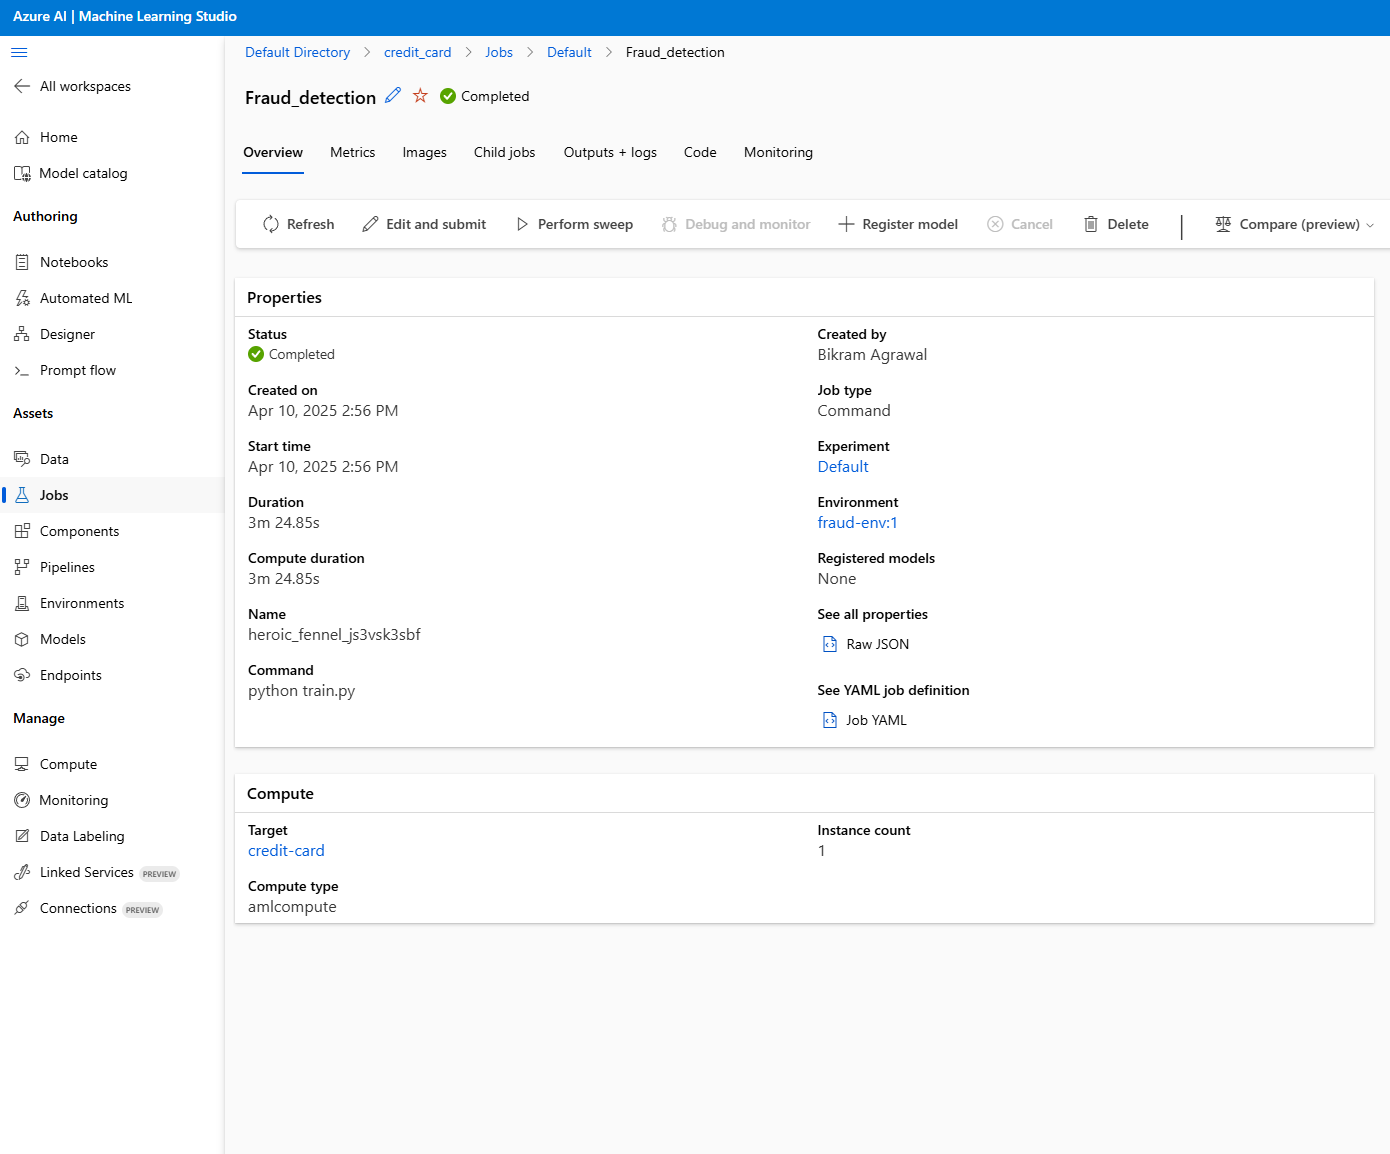 Azure AI | Machine Learning Studio
All workspaces
Home
Model catalog
Authoring
Notebooks
Automated ML
Designer
Prompt flow
Assets
Data
Jobs
Components
Pipelines
Environments
Models
Endpoints
Manage
Compute
Monitoring
Data Labeling
Linked Services PREVIEW
Connections PREVIEW
Default Directory > credit_card > Jobs > Default > Fraud_detection
Fraud_detection Completed
Overview Metrics Images Child jobs Outputs + logs Code Monitoring
Refresh Edit and submit Perform sweep Debug and monitor Register model Cancel Delete | Compare (preview)
Properties
Status
Completed
Created on
Apr 10, 2025 2:56 PM
Start time
Apr 10, 2025 2:56 PM
Duration
3m 24.85s
Compute duration
3m 24.85s
Name
heroic_fennel_js3vsk3sbf
Command
python train.py
Created by
Bikram Agrawal
Job type
Command
Experiment
Default
Environment
fraud-env:1
Registered models
None
See all properties
Raw JSON
See YAML job definition
Job YAML
Compute
Target
credit-card
Compute type
amlcompute
Instance count
1